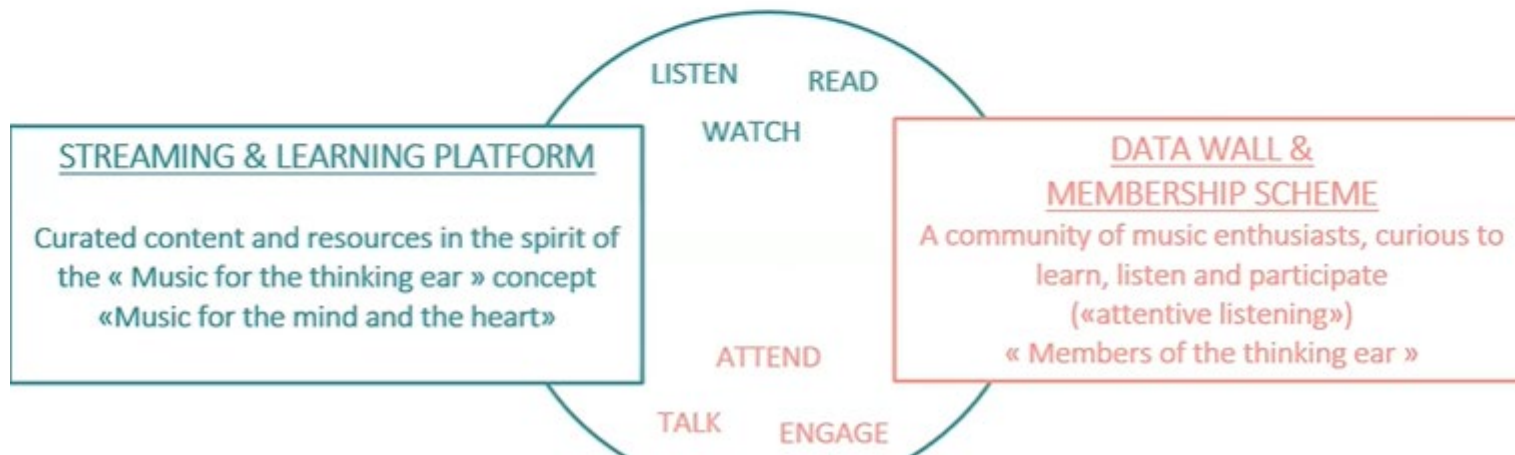 LISTEN READ
WATCH
STREAMING & LEARNING PLATFORM
Curated content and resources in the spirit of
the « Music for the thinking ear » concept
«Music for the mind and the heart»
DATA WALL &
MEMBERSHIP SCHEME
A community of music enthusiasts, curious to
learn, listen and participate
(«attentive listening»)
« Members of the thinking ear »
ATTEND
TALK ENGAGE